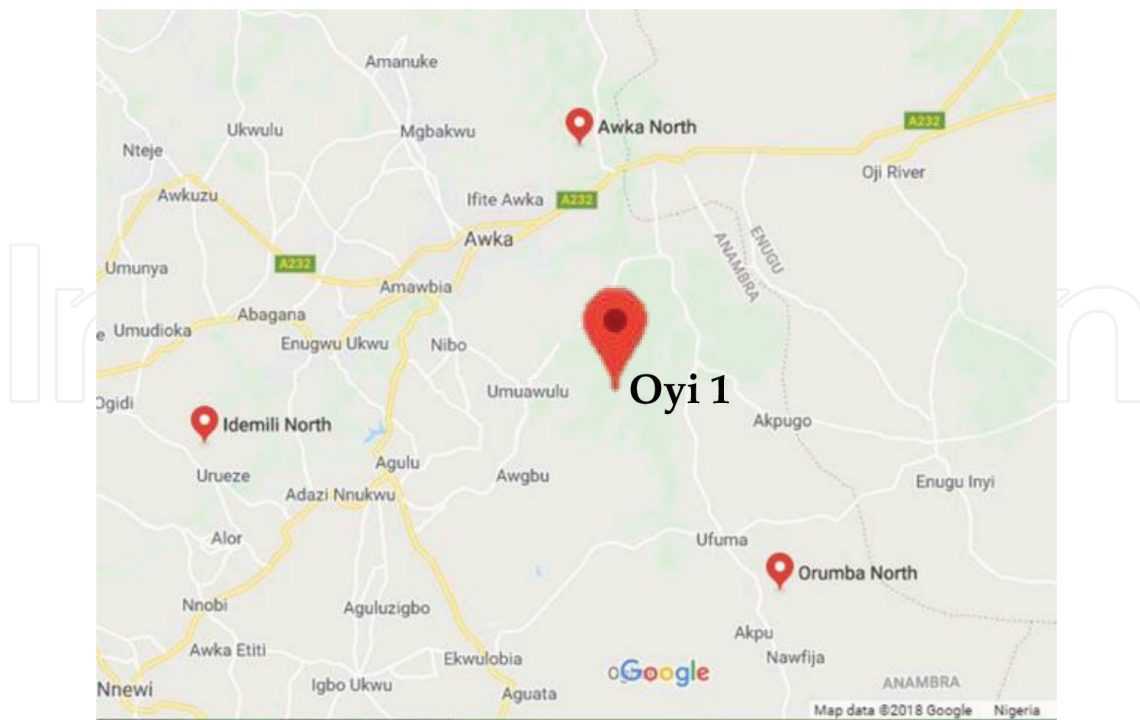 Amanuke
Ukwulu
Mgbakwu
Awka North
A232
Nteje
Oji River
Awkuzu
Ifite Awka
A232
Awka
ENUGU
ANAMBRA
Umunya
A232
Amawbia
Abagana
e Umudioka
Enugwu Ukwu
Nibo
Umuawulu
Oyi 1
Ogidi
Akpugo
Idemili North
Urueze
Agulu
Awgbu
Enugu Inyi
Adazi Nnukwu
Alor
Ufuma
Orumba North
Nnobi
Aguluzigbo
Akpu
Awka Etiti
Ekwulobia
Nawfija
oGoogle
Nnewi
Igbo Ukwu
Aguata
ANAMBRA
Map data ©2018 Google Nigeria